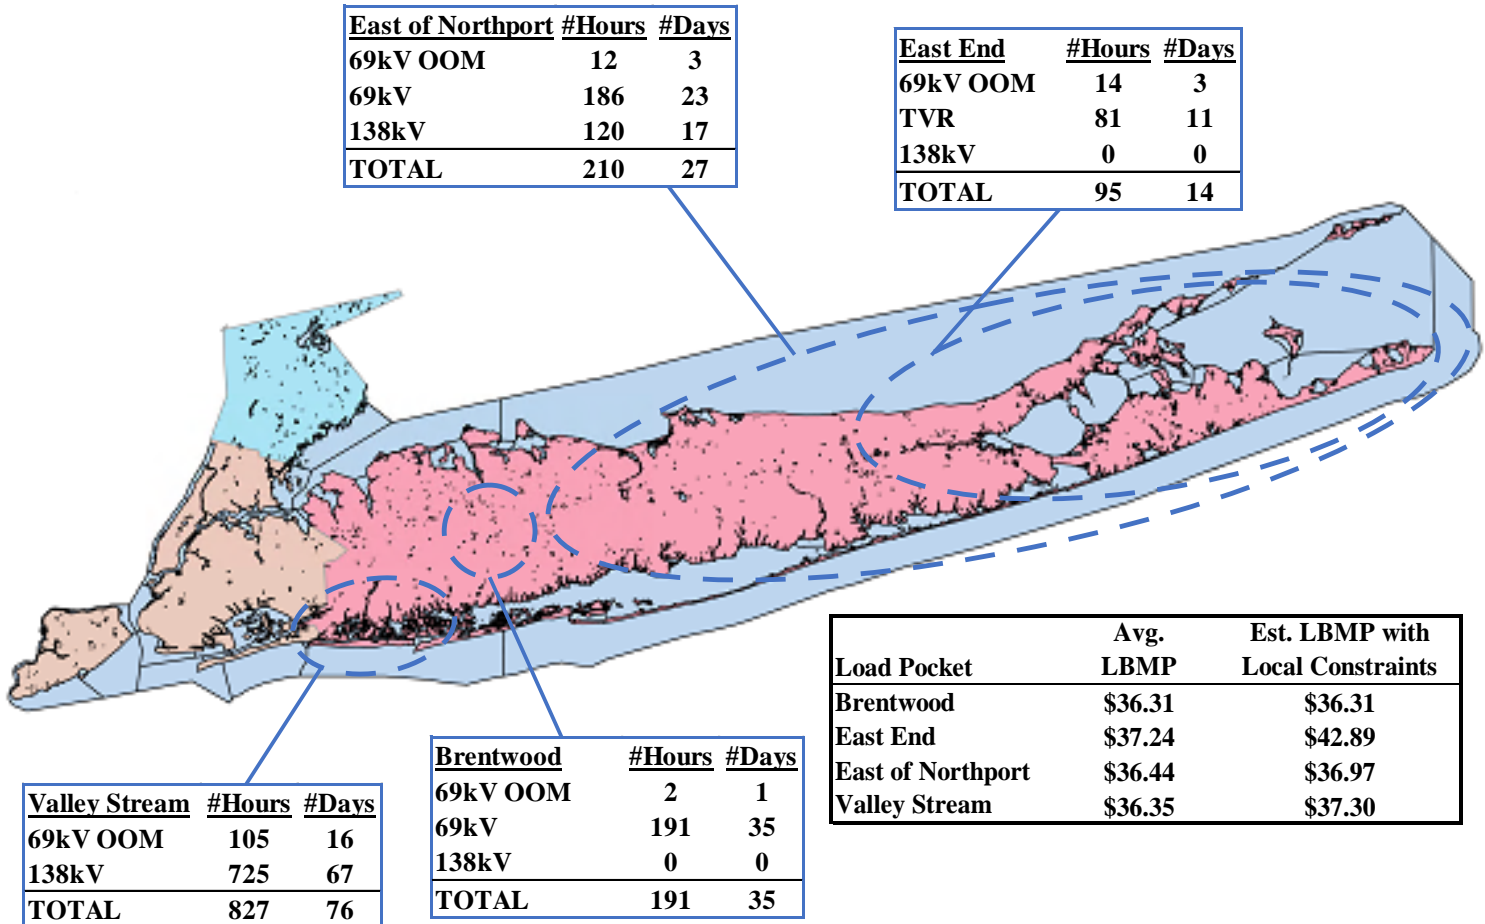 East of Northport #Hours #Days
69kV OOM 12 3
69kV 186 23
138kV 120 17
TOTAL 210 27
East End #Hours #Days
69kV OOM 14 3
TVR 81 11
138kV 0 0
TOTAL 95 14
Avg. Est. LBMP with
Load Pocket LBMP Local Constraints
Brentwood $36.31 $36.31
East End $37.24 $42.89
East of Northport $36.44 $36.97
Valley Stream $36.35 $37.30
Brentwood #Hours #Days
69kV OOM 2 1
69kV 191 35
138kV 0 0
TOTAL 191 35
Valley Stream #Hours #Days
69kV OOM 105 16
138kV 725 67
TOTAL 827 76